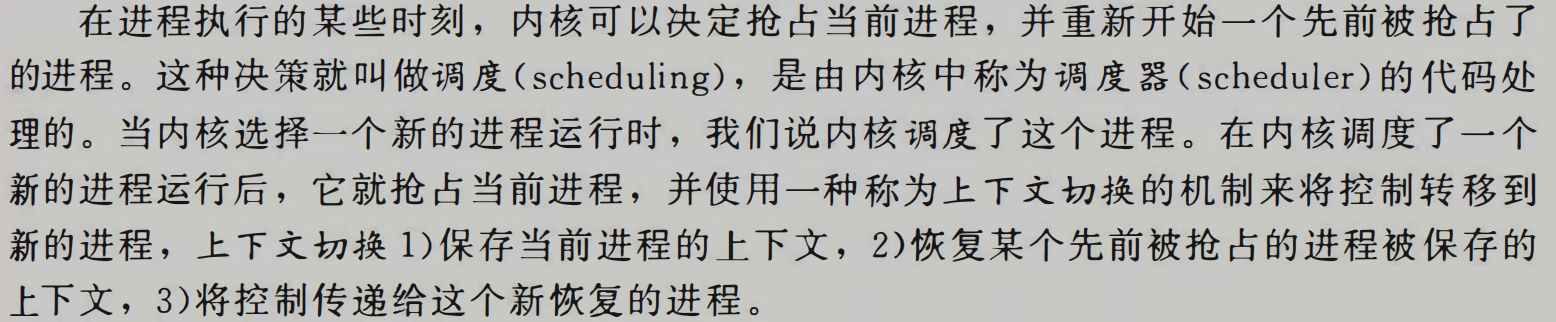 在进程执行的某些时刻，内核可以决定抢占当前进程，并重新开始一个先前被抢占了
的进程。这种决策就叫做调度(scheduling)，是由内核中称为调度器(scheduler)的代码处
理的。当内核选择一个新的进程运行时，我们说内核调度了这个进程。在内核调度了一个
新的进程运行后，它就抢占当前进程，并使用一种称为上下文切换的机制来将控制转移到
新的进程，上下文切换 1)保存当前进程的上下文，2)恢复某个先前被抢占的进程被保存的
上下文，3)将控制传递给这个新恢复的进程。